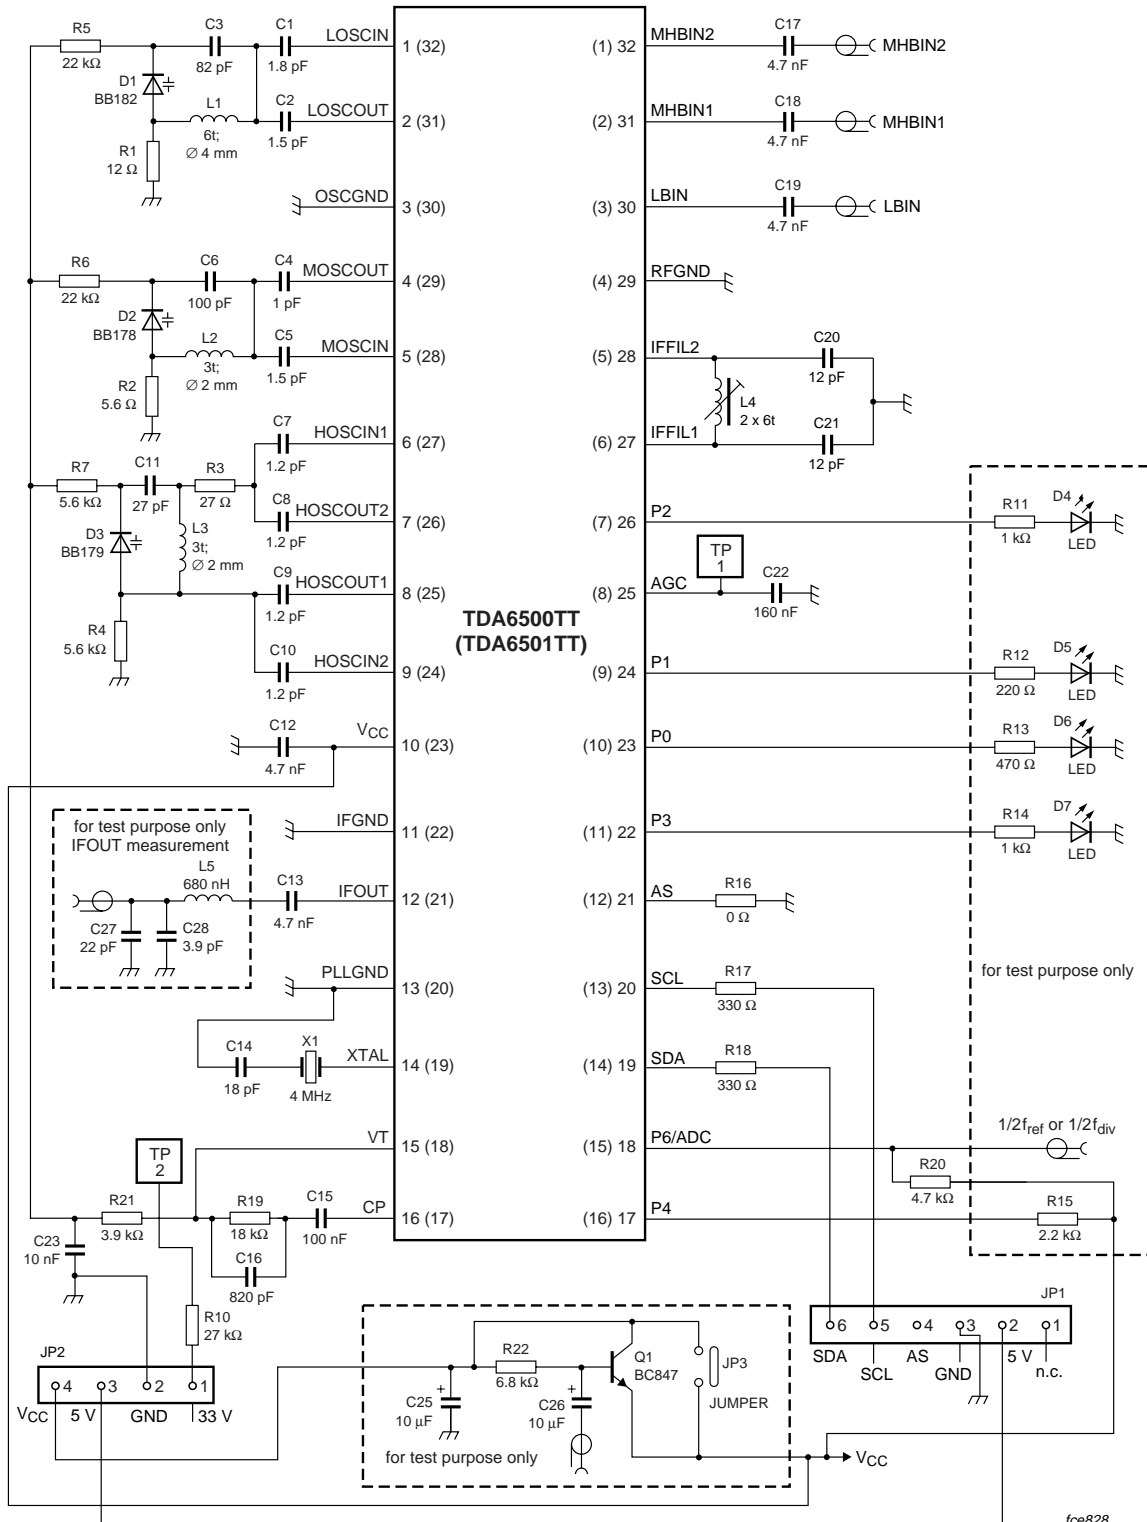 R5
22 kΩ
C3
82 pF
C1
1.8 pF
LOSCIN
1 (32)
D1
BB182
L1
6t;
∅ 4 mm
C2
1.5 pF
LOSCOUT
2 (31)
R1
12 Ω
OSCGND
3 (30)
R6
22 kΩ
C6
100 pF
C4
1 pF
MOSCOUT
4 (29)
D2
BB178
L2
3t;
∅ 2 mm
C5
1.5 pF
MOSCIN
5 (28)
R2
5.6 Ω
C7
1.2 pF
HOSCIN1
6 (27)
R7
5.6 kΩ
C11
27 pF
R3
27 Ω
C8
1.2 pF
HOSCOUT2
7 (26)
D3
BB179
L3
3t;
∅ 2 mm
C9
1.2 pF
HOSCOUT1
8 (25)
R4
5.6 kΩ
C10
1.2 pF
HOSCIN2
9 (24)
C12
4.7 nF
VCC
10 (23)
IFGND
11 (22)
for test purpose only
IFOUT measurement
L5
680 nH
C13
4.7 nF
IFOUT
12 (21)
C27
22 pF
C28
3.9 pF
PLLGND
13 (20)
C14
18 pF
X1
4 MHz
XTAL
14 (19)
TP
2
VT
15 (18)
R21
3.9 kΩ
R19
18 kΩ
C15
100 nF
CP
16 (17)
C23
10 nF
C16
820 pF
R10
27 kΩ
TDA6500TT
(TDA6501TT)
(1) 32
MHBIN2
C17
4.7 nF
MHBIN2
(2) 31
MHBIN1
C18
4.7 nF
MHBIN1
(3) 30
LBIN
C19
4.7 nF
LBIN
(4) 29
RFGND
(5) 28
IFFIL2
C20
12 pF
L4
2 x 6t
(6) 27
IFFIL1
C21
12 pF
(7) 26
P2
R11
1 kΩ
D4
LED
TP
1
(8) 25
AGC
C22
160 nF
(9) 24
P1
R12
220 Ω
D5
LED
(10) 23
P0
R13
470 Ω
D6
LED
(11) 22
P3
R14
1 kΩ
D7
LED
(12) 21
AS
R16
0 Ω
for test purpose only
(13) 20
SCL
R17
330 Ω
(14) 19
SDA
R18
330 Ω
(15) 18
P6/ADC
1/2fref or 1/2fdiv
R20
4.7 kΩ
(16) 17
P4
R15
2.2 kΩ
JP1
6 5 4 3 2 1
SDA
SCL
AS
GND
5 V
n.c.
JP2
4 3 2 1
VCC
5 V
GND
33 V
R22
6.8 kΩ
Q1
BC847
JP3
JUMPER
+
C25
10 μF
+
C26
10 μF
for test purpose only
VCC
fce828